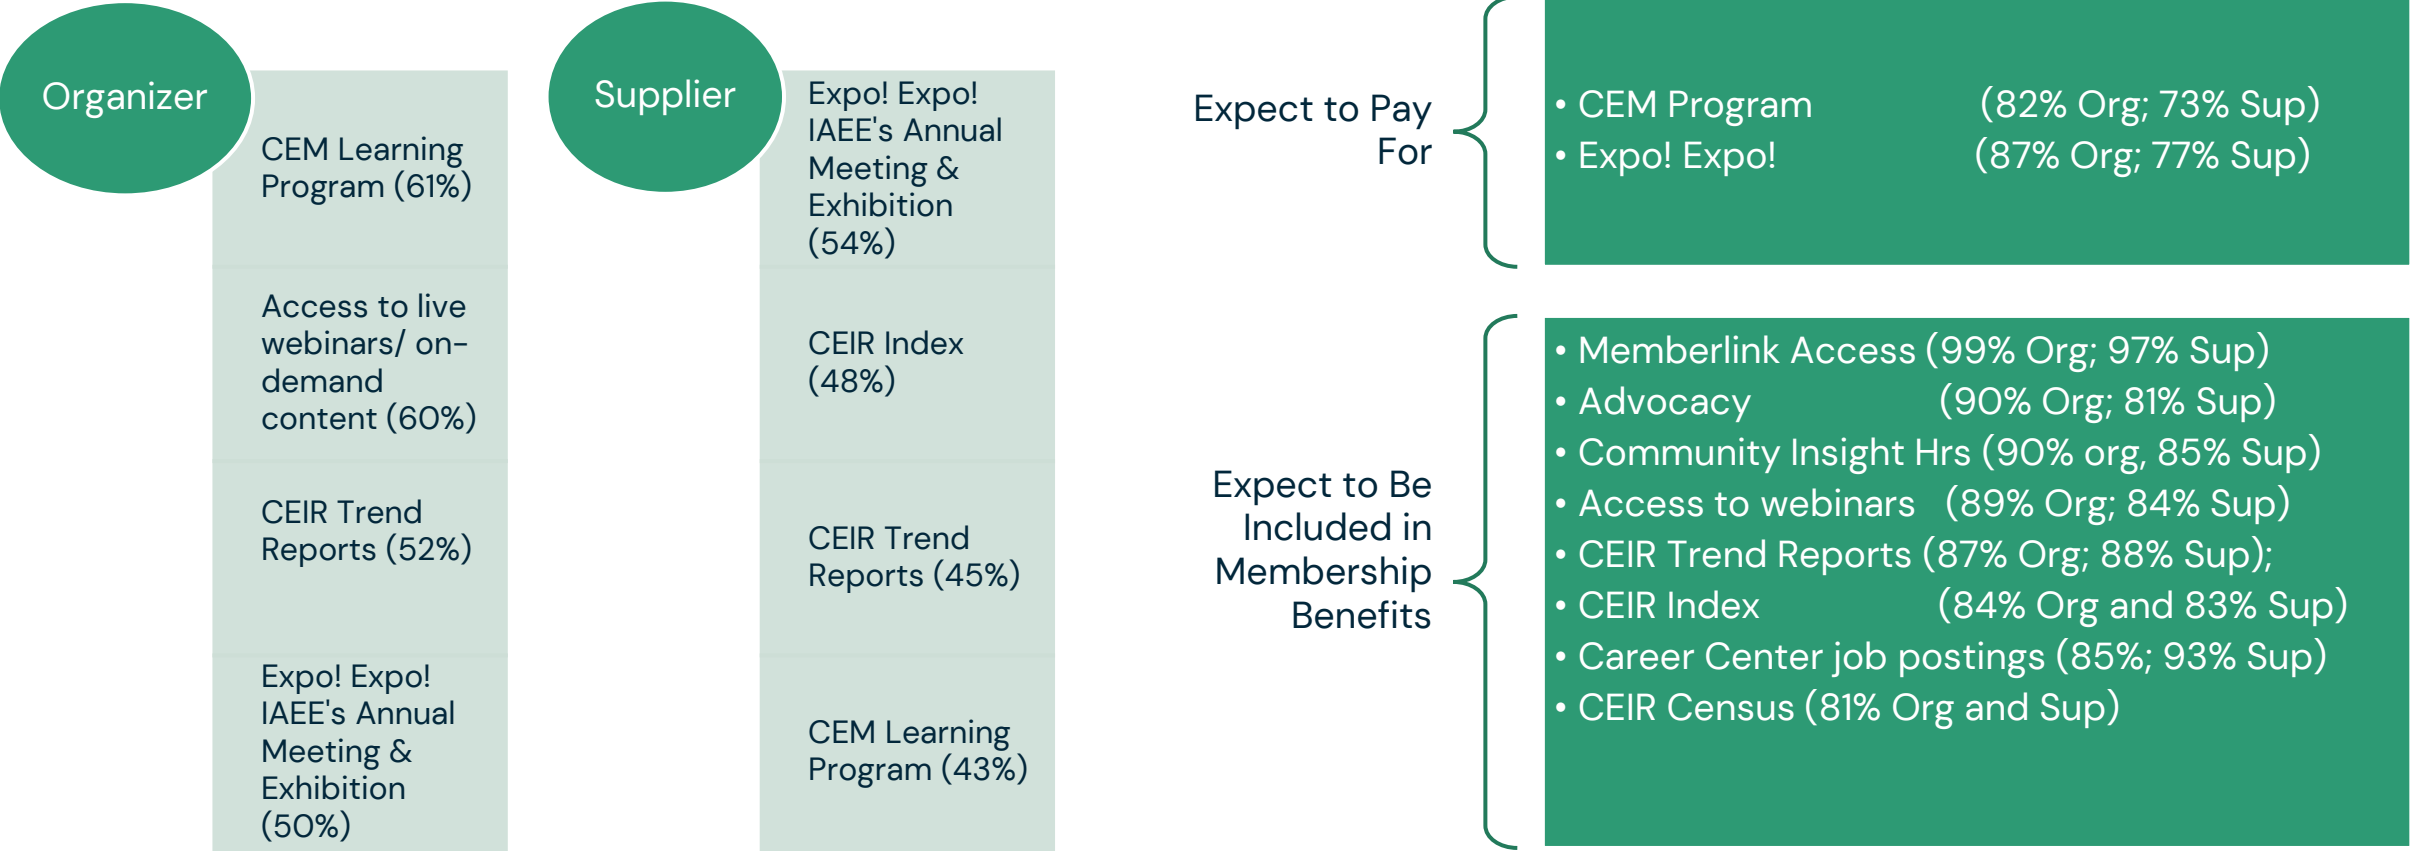 Organizer
CEM Learning
Program (61%)
Access to live
webinars/ on-
demand
content (60%)
CEIR Trend
Reports (52%)
Expo! Expo!
IAEE's Annual
Meeting &
Exhibition
(50%)
Supplier
Expo! Expo!
IAEE's Annual
Meeting &
Exhibition
(54%)
CEIR Index
(48%)
CEIR Trend
Reports (45%)
CEM Learning
Program (43%)
Expect to Pay
For
• CEM Program (82% Org; 73% Sup)
• Expo! Expo! (87% Org; 77% Sup)
Expect to Be
Included in
Membership
Benefits
• Memberlink Access (99% Org; 97% Sup)
• Advocacy (90% Org; 81% Sup)
• Community Insight Hrs (90% org, 85% Sup)
• Access to webinars (89% Org; 84% Sup)
• CEIR Trend Reports (87% Org; 88% Sup);
• CEIR Index (84% Org and 83% Sup)
• Career Center job postings (85%; 93% Sup)
• CEIR Census (81% Org and Sup)